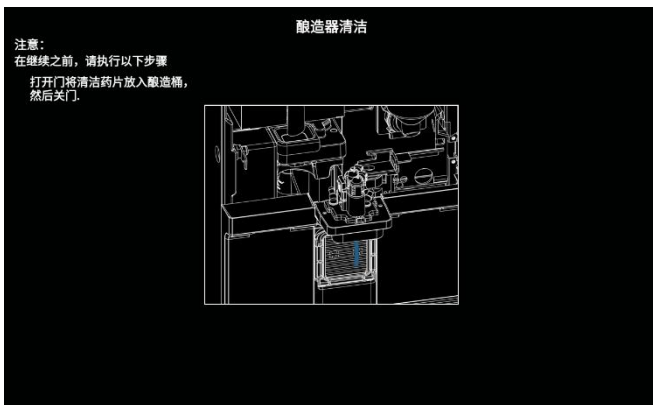 酿造器清洁
注意：
在继续之前，请执行以下步骤
打开门将清洁药片放入酿造桶，
然后关门.